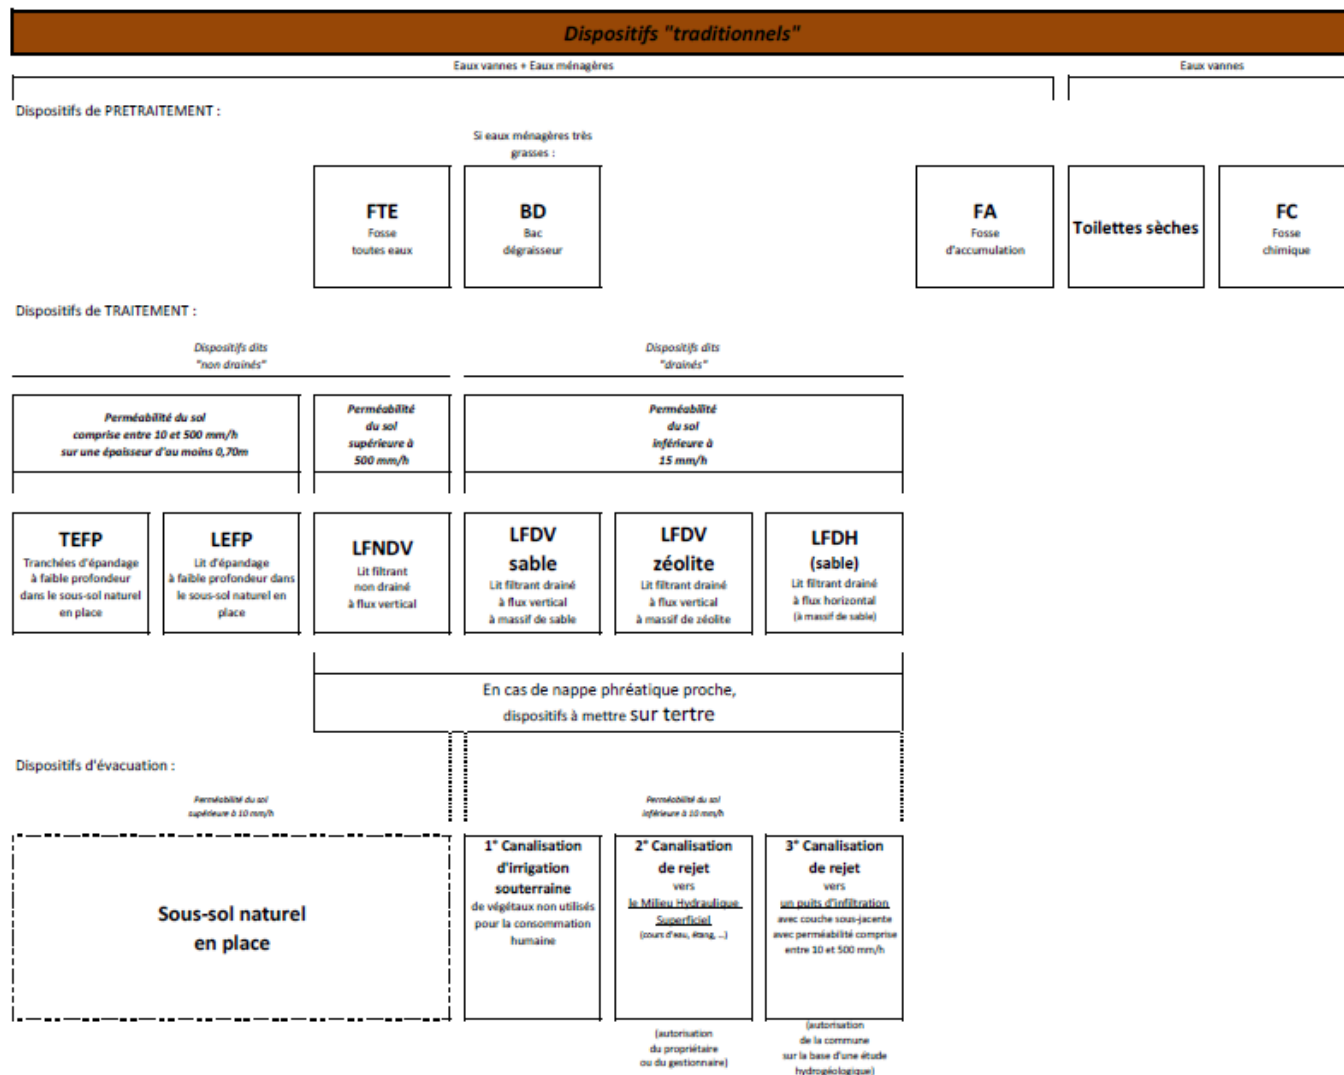 Dispositifs "traditionnels"
Eaux vannes + Eaux ménagères
Eaux vannes
Dispositifs de PRETRAITEMENT :
Si eaux ménagères très
grasses :
FTE
Fosse
toutes eaux
BD
Bac
dégraisseur
FA
Fosse
d'accumulation
Toilettes sèches
FC
Fosse
chimique
Dispositifs de TRAITEMENT :
Dispositifs dits
"non drainés"
Dispositifs dits
"drainés"
Perméabilité du sol
comprise entre 10 et 500 mm/h
sur une épaisseur d'au moins 0,70m
Perméabilité
du sol
supérieure à
500 mm/h
Perméabilité
du sol
inférieure à
15 mm/h
TEFP
Tranchées d'épandage
à faible profondeur
dans le sous-sol naturel
en place
LEFP
Lit d'épandage
à faible profondeur dans
le sous-sol naturel en
place
LFNDV
Lit filtrant
non drainé
à flux vertical
LFDV
sable
Lit filtrant drainé
à flux vertical
à massif de sable
LFDV
zéolite
Lit filtrant drainé
à flux vertical
à massif de zéolite
LFDH
(sable)
Lit filtrant drainé
à flux horizontal
(à massif de sable)
En cas de nappe phréatique proche,
dispositifs à mettre sur tertre
Dispositifs d'évacuation :
Perméabilité du sol
supérieure à 10 mm/h
Perméabilité du sol
inférieure à 10 mm/h
Sous-sol naturel
en place
1° Canalisation
d'irrigation
souterraine
de végétaux non utilisés
pour la consommation
humaine
2° Canalisation
de rejet
vers
le Milieu Hydraulique
Superficiel
(cours d'eau, étang, ...)
3° Canalisation
de rejet
vers
un puits d'infiltration
avec couche sous-jacente
avec perméabilité comprise
entre 10 et 500 mm/h
(autorisation
du propriétaire
ou du gestionnaire)
(autorisation
de la commune
sur la base d'une étude
hydrogéologique)